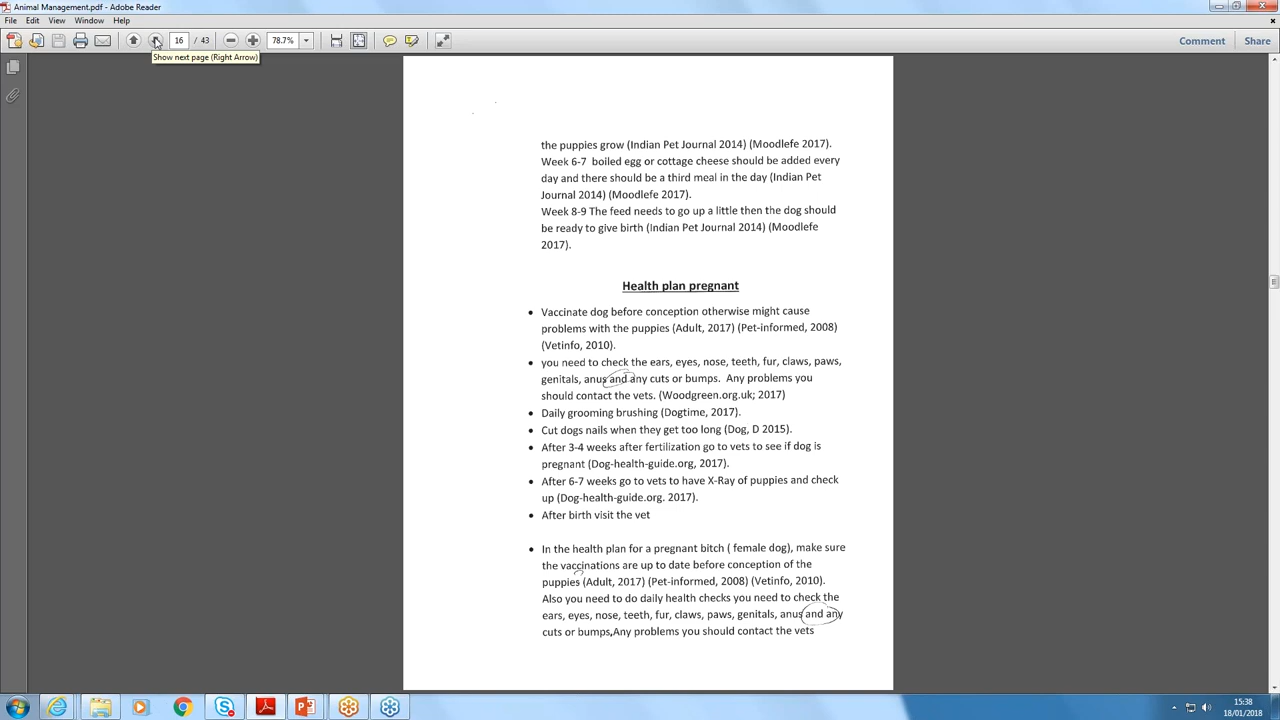 Animal Management.pdf - Adobe Reader
File Edit View Window Help
16 / 43 78.7% Comment Share
Show next page (Right Arrow)
the puppies grow (Indian Pet Journal 2014) (Moodlefe 2017).
Week 6-7 boiled egg or cottage cheese should be added every
day and there should be a third meal in the day (Indian Pet
Journal 2014) (Moodlefe 2017).
Week 8-9 The feed needs to go up a little then the dog should
be ready to give birth (Indian Pet Journal 2014) (Moodlefe
2017).
Health plan pregnant
• Vaccinate dog before conception otherwise might cause
problems with the puppies (Adult, 2017) (Pet-informed, 2008)
(Vetinfo, 2010).
• you need to check the ears, eyes, nose, teeth, fur, claws, paws,
genitals, anus and any cuts or bumps. Any problems you
should contact the vets. (Woodgreen.org.uk; 2017)
• Daily grooming brushing (Dogtime, 2017).
• Cut dogs nails when they get too long (Dog, D 2015).
• After 3-4 weeks after fertilization go to vets to see if dog is
pregnant (Dog-health-guide.org, 2017).
• After 6-7 weeks go to vets to have X-Ray of puppies and check
up (Dog-health-guide.org. 2017).
• After birth visit the vet
• In the health plan for a pregnant bitch ( female dog), make sure
the vaccinations are up to date before conception of the
puppies (Adult, 2017) (Pet-informed, 2008) (Vetinfo, 2010).
Also you need to do daily health checks you need to check the
ears, eyes, nose, teeth, fur, claws, paws, genitals, anus and any
cuts or bumps,Any problems you should contact the vets
15:38
18/01/2018